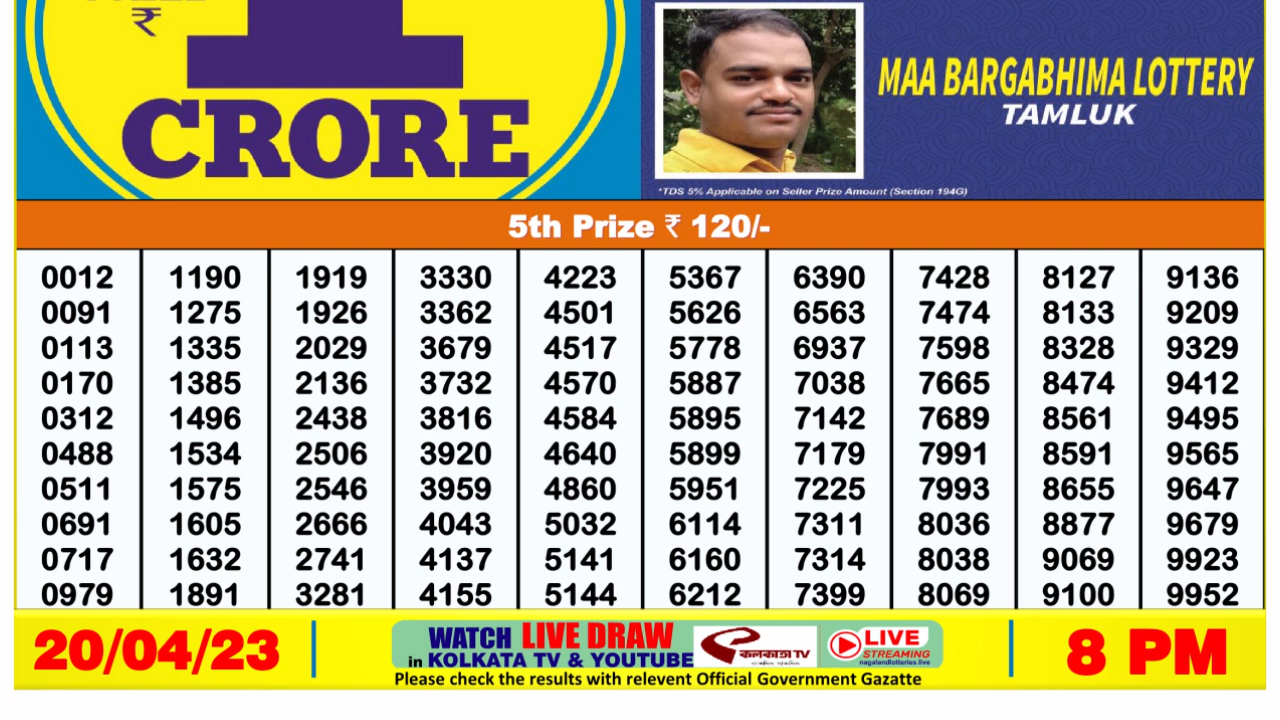 ₹
1
CRORE
MAA BARGABHIMA LOTTERY
TAMLUK
*TDS 5% Applicable on Seller Prize Amount (Section 194G)
5th Prize ₹ 120/-
0012 1190 1919 3330 4223 5367 6390 7428 8127 9136
0091 1275 1926 3362 4501 5626 6563 7474 8133 9209
0113 1335 2029 3679 4517 5778 6937 7598 8328 9329
0170 1385 2136 3732 4570 5887 7038 7665 8474 9412
0312 1496 2438 3816 4584 5895 7142 7689 8561 9495
0488 1534 2506 3920 4640 5899 7179 7991 8591 9565
0511 1575 2546 3959 4860 5951 7225 7993 8655 9647
0691 1605 2666 4043 5032 6114 7311 8036 8877 9679
0717 1632 2741 4137 5141 6160 7314 8038 9069 9923
0979 1891 3281 4155 5144 6212 7399 8069 9100 9952
20/04/23
WATCH LIVE DRAW
in KOLKATA TV & YOUTUBE
কলকাতা TV
LIVE
STREAMING
nagalandlotteries.live
8 PM
Please check the results with relevent Official Government Gazatte